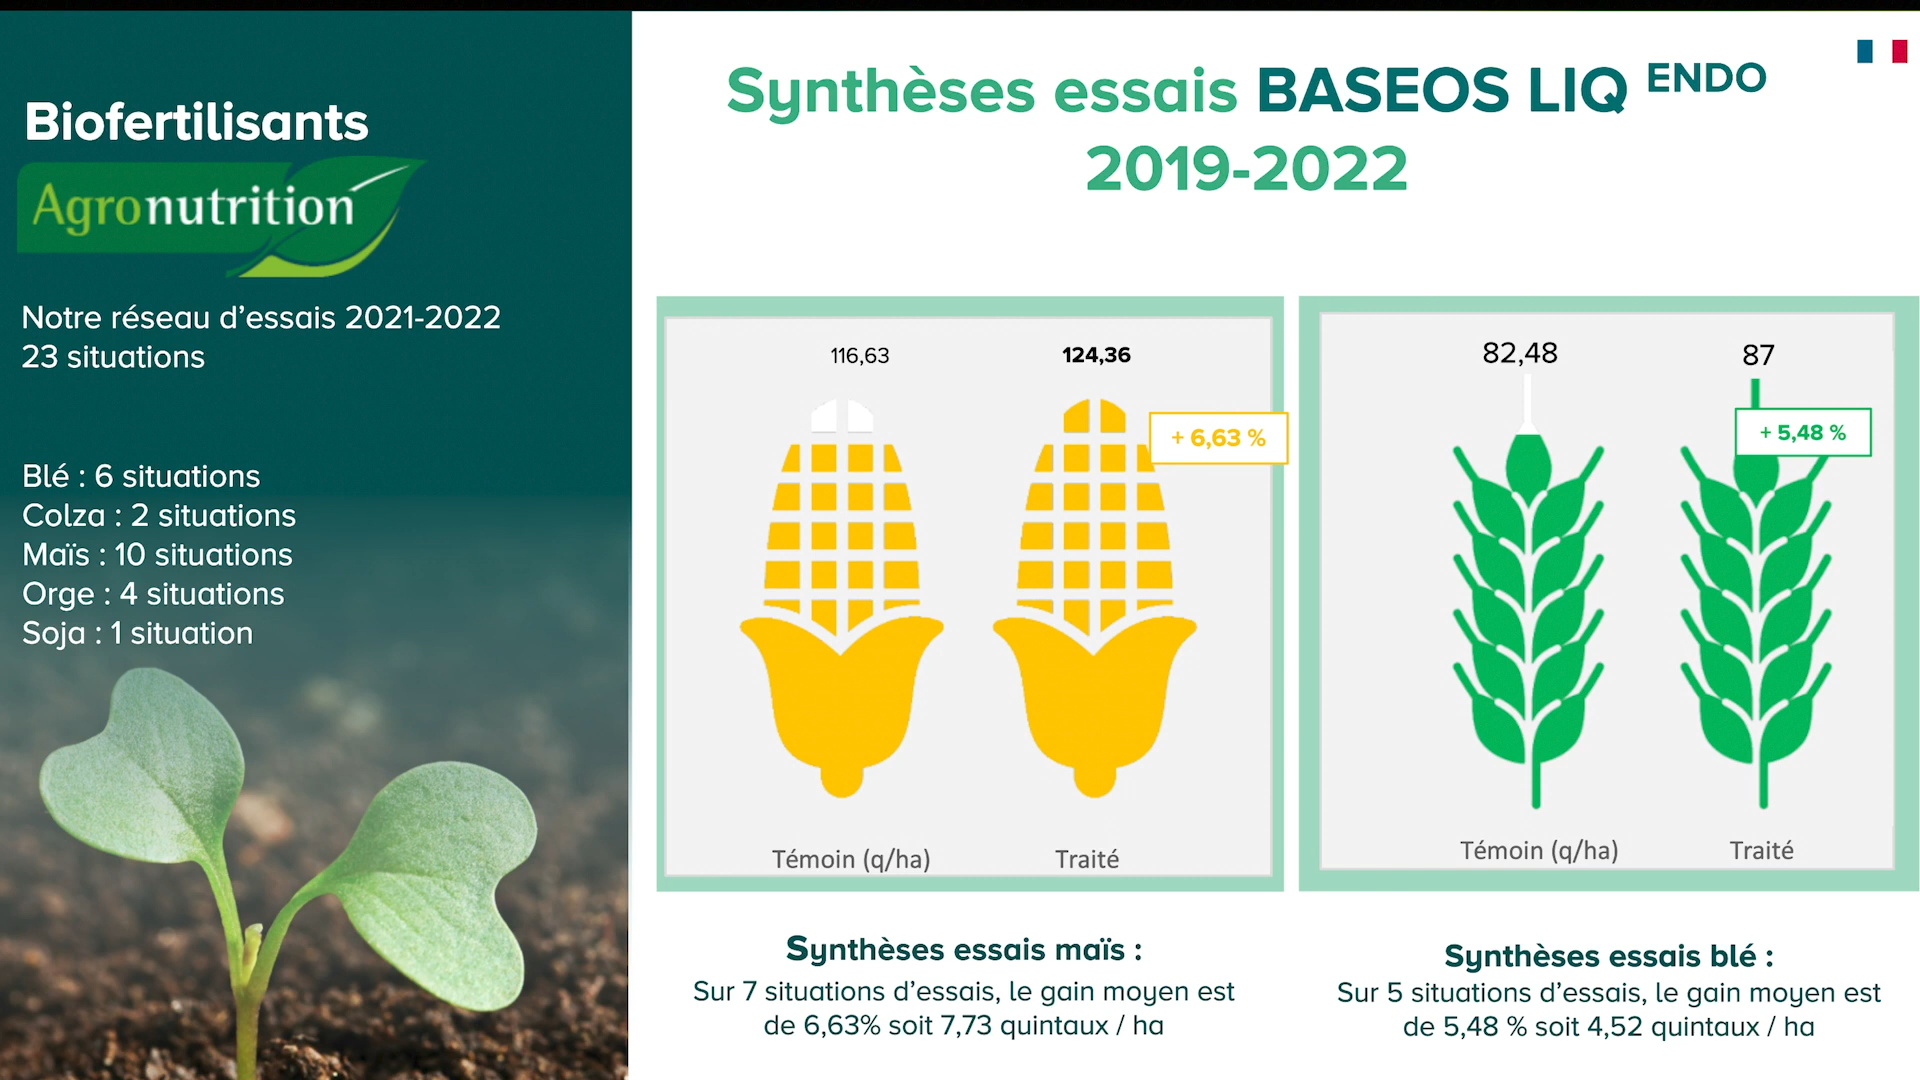 Biofertilisants
Agronutrition
Notre réseau d'essais 2021-2022
23 situations
Blé : 6 situations
Colza : 2 situations
Maïs : 10 situations
Orge : 4 situations
Soja : 1 situation
Synthèses essais BASEOS LIQ ENDO
2019-2022
116,63
124,36
+ 6,63 %
Témoin (q/ha)
Traité
82,48
87
+ 5,48 %
Témoin (q/ha)
Traité
Synthèses essais maïs :
Sur 7 situations d'essais, le gain moyen est
de 6,63% soit 7,73 quintaux / ha
Synthèses essais blé :
Sur 5 situations d'essais, le gain moyen est
de 5,48 % soit 4,52 quintaux / ha